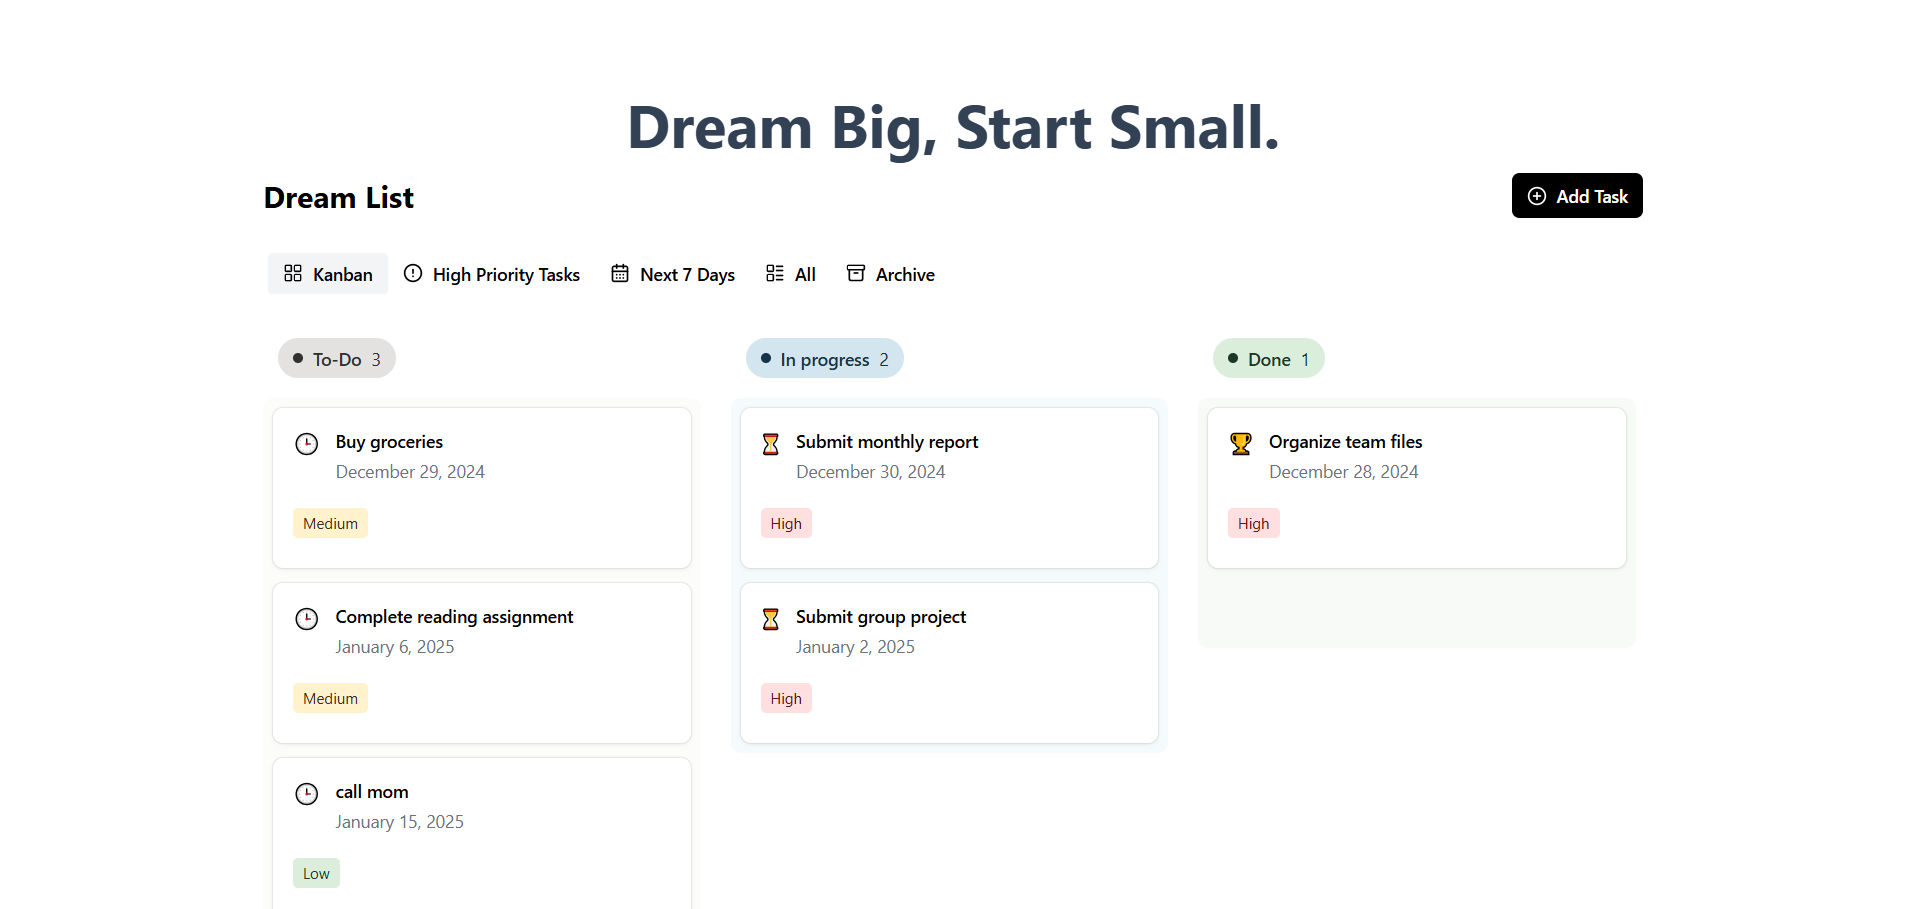 Dream Big, Start Small.
Dream List
Add Task
Kanban
High Priority Tasks
Next 7 Days
All
Archive
To-Do 3
Buy groceries
December 29, 2024
Medium
Complete reading assignment
January 6, 2025
Medium
call mom
January 15, 2025
Low
In progress 2
Submit monthly report
December 30, 2024
High
Submit group project
January 2, 2025
High
Done 1
Organize team files
December 28, 2024
High